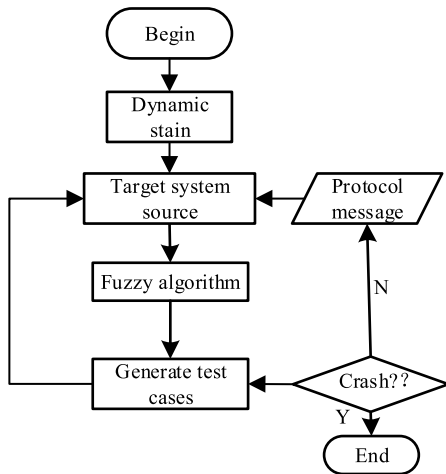 Begin
Dynamic
stain
Target system
source
Protocol
message
Fuzzy algorithm
N
Generate test
cases
Crash??
Y
End